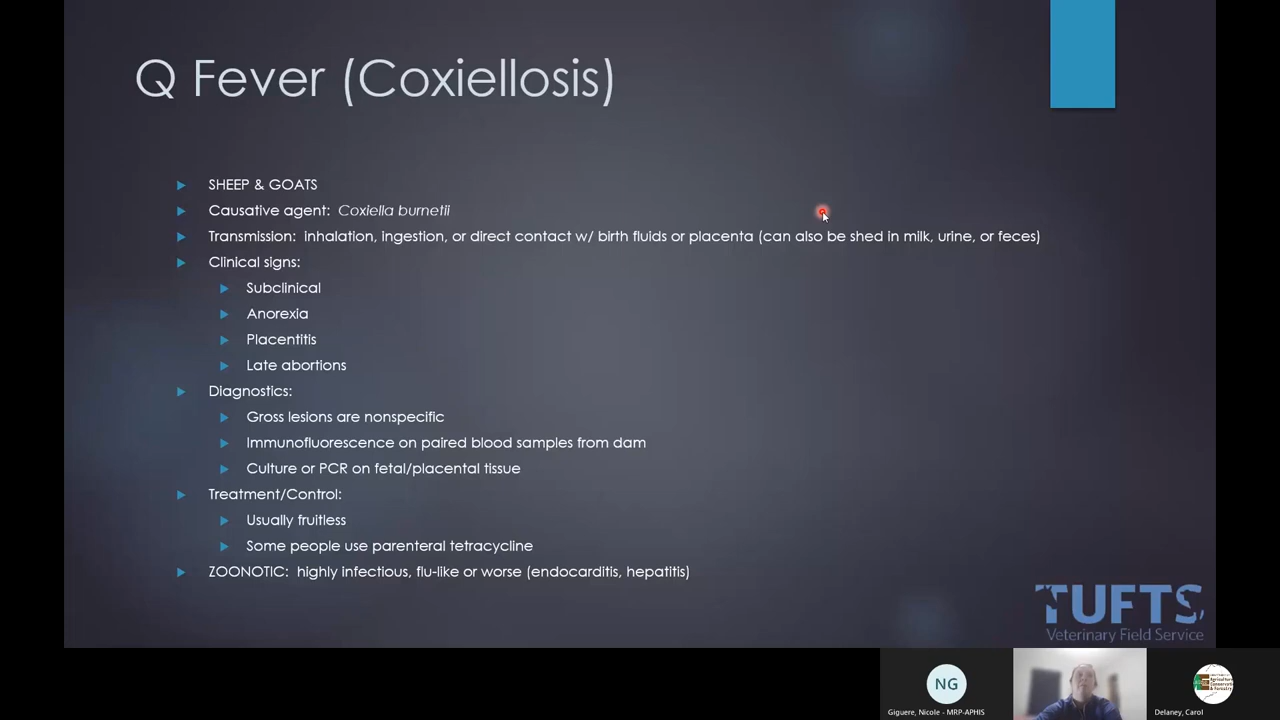 Q Fever (Coxiellosis)
SHEEP & GOATS
Causative agent: Coxiella burnetii
Transmission: inhalation, ingestion, or direct contact w/ birth fluids or placenta (can also be shed in milk, urine, or feces)
Clinical signs:
Subclinical
Anorexia
Placentitis
Late abortions
Diagnostics:
Gross lesions are nonspecific
Immunofluorescence on paired blood samples from dam
Culture or PCR on fetal/placental tissue
Treatment/Control:
Usually fruitless
Some people use parenteral tetracycline
ZOONOTIC: highly infectious, flu-like or worse (endocarditis, hepatitis)
TUFTS
Veterinary Field Service
NG
Giguere, Nicole - MRP-APHIS
Delaney, Carol